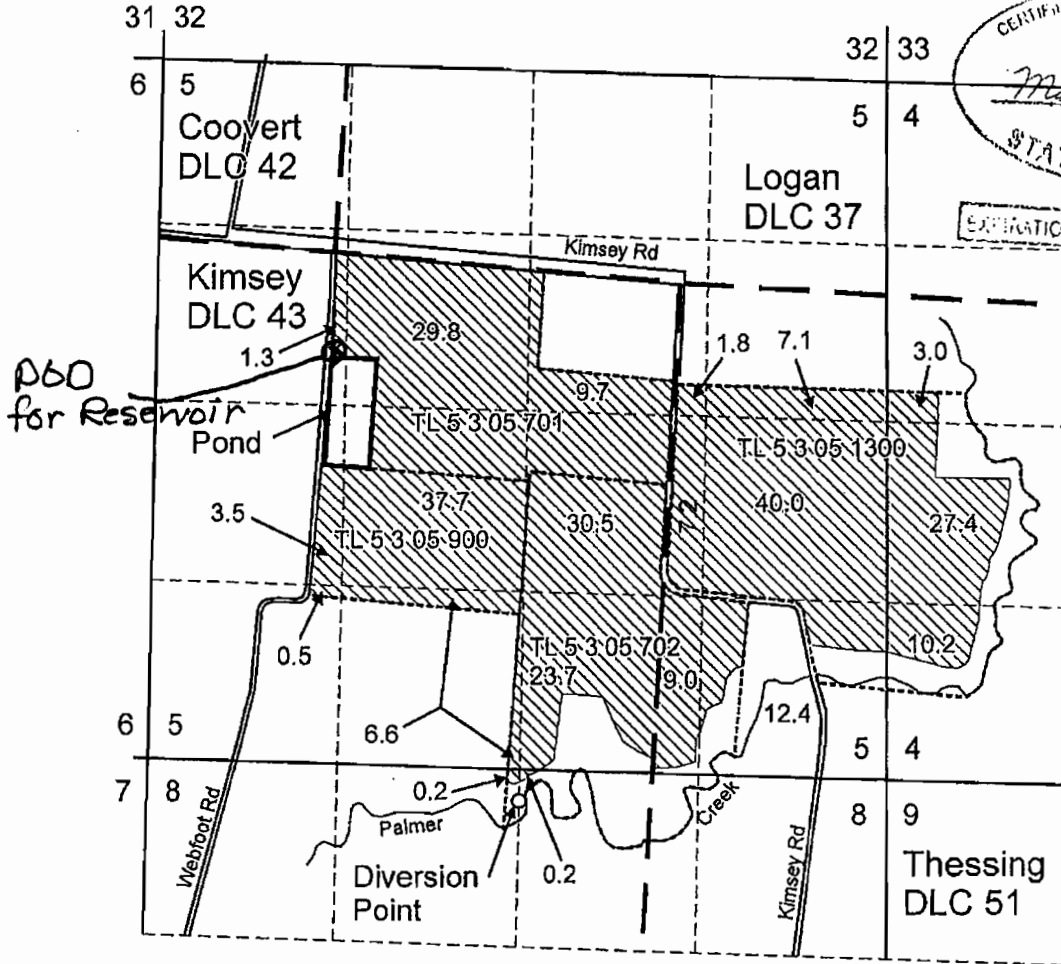 31 32
32 33
6 5
5 4
CERTIFI
STA
Coovert
DLC 42
Logan
DLC 37
Kimsey Rd
Kimsey
DLC 43
29.8
1.3
1.8
7.1
3.0
for Reservoir
9.7
TL 5 3 05 701
Pond
TL 5 3 05 1300
37.7
30.5
7.2
40.0
27.4
3.5
TL 5 3 05 900
0.5
TL 5 3 05 702
23.7
9.0
10.2
12.4
6.6
6 5
5 4
7 8
8 9
0.2
Palmer
Creek
0.2
Webfoot Rd
Kimsey Rd
Diversion
Point
Thessing
DLC 51